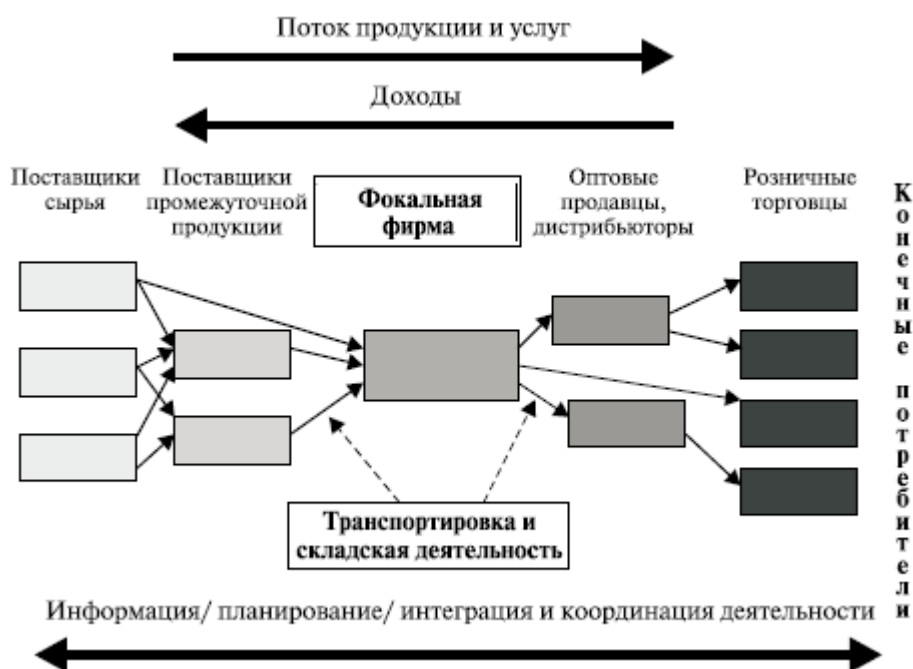 Поток продукции и услуг
Доходы
Поставщики
сырья
Поставщики
промежуточной
продукции
Фокальная
фирма
Оптовые
продавцы,
дистрибьюторы
Розничные
торговцы
Конечные потребители
Транспортировка и
складская деятельность
Информация/ планирование/ интеграция и координация деятельности